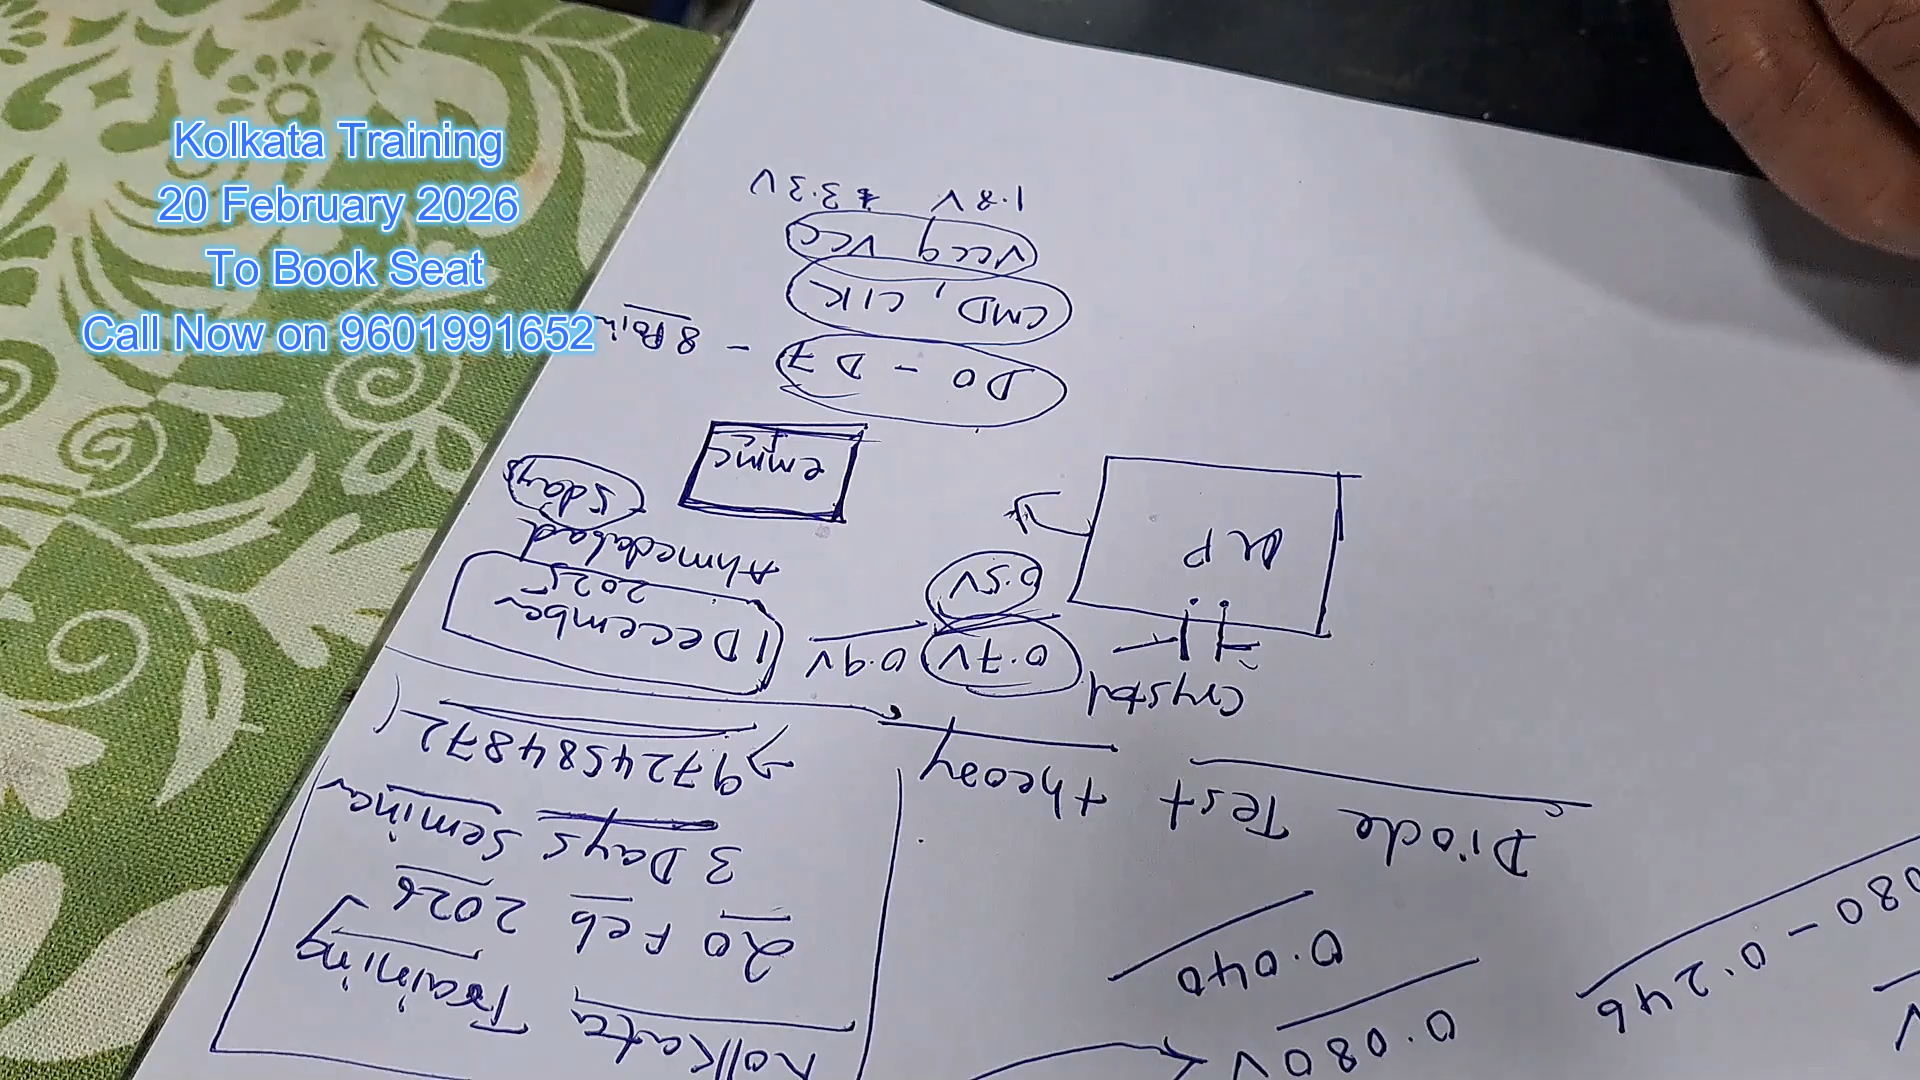 Kolkata Training
20 February 2026
To Book Seat
Call Now on 9601991652
0.080V
0.040
0.246
Diode Test theory
Crystal
0.7V
0.9V
0.5V
Kolkata Training
20 Feb 2026
3 Days Seminar
→9724584872
1 December
2025
Ahmedabad
5 days
emmc
D0 - D7 -
CMD, CLK
VCCq VCC
1.8V 3.3V